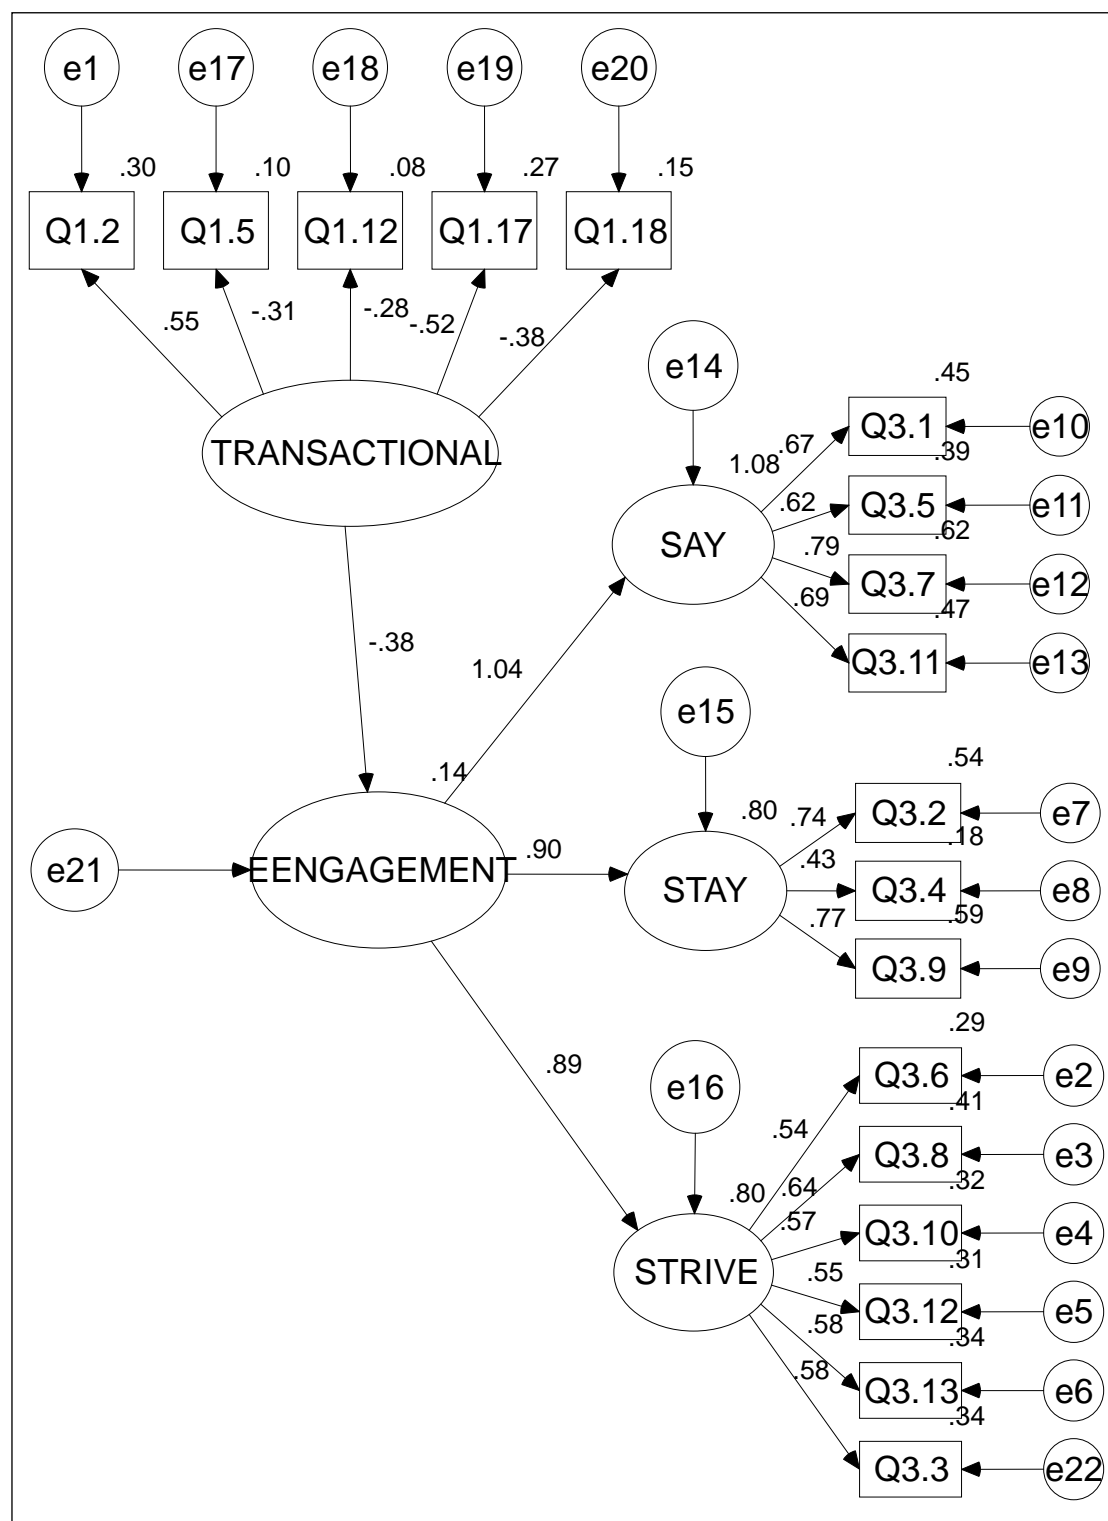 e1 e17 e18 e19 e20
.30 .10 .08 .27 .15
Q1.2 Q1.5 Q1.12 Q1.17 Q1.18
.55 -.31 -.28 -.52 -.38
TRANSACTIONAL
e14
.45
Q3.1 e10
1.08 .67 .39
.62 Q3.5 e11
SAY .79 .62
Q3.7 e12
.69 .47
Q3.11 e13
-.38
1.04
e15
.54
.14 .80 .74 Q3.2 e7
.90 .43 .18
e21 EENGAGEMENT STAY Q3.4 e8
.77 .59
Q3.9 e9
.29
.89 e16 Q3.6 e2
.54 .41
Q3.8 e3
.80 .64 .32
.57 Q3.10 e4
STRIVE .55 .31
Q3.12 e5
.58 .34
.58 Q3.13 e6
.34
Q3.3 e22